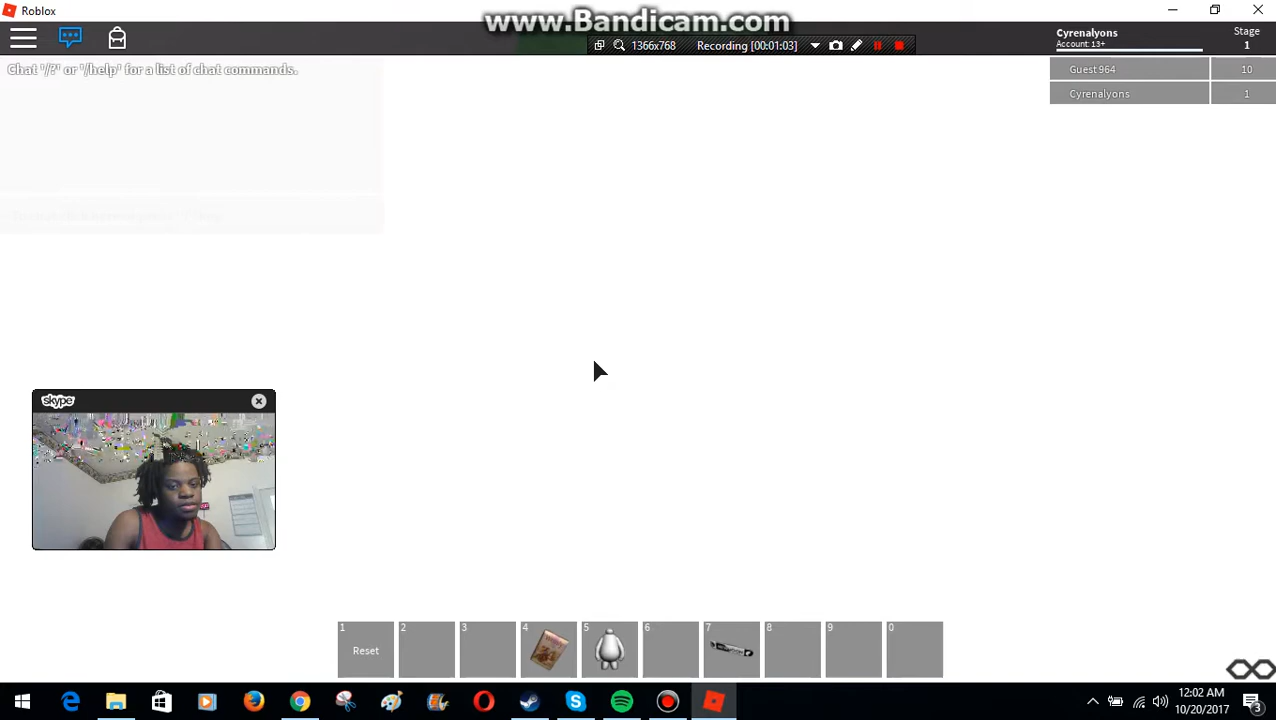 Roblox
www.Bandicam.com
1366x768
Recording [00:01:03]
Cyrenalyons
Account: 13+
Stage
1
Chat '/?' or '/help' for a list of chat commands.
Guest 964 10
Cyrenalyons 1
skype
1 2 3 4 5 6 7 8 9 0
Reset
12:02 AM
10/20/2017
3